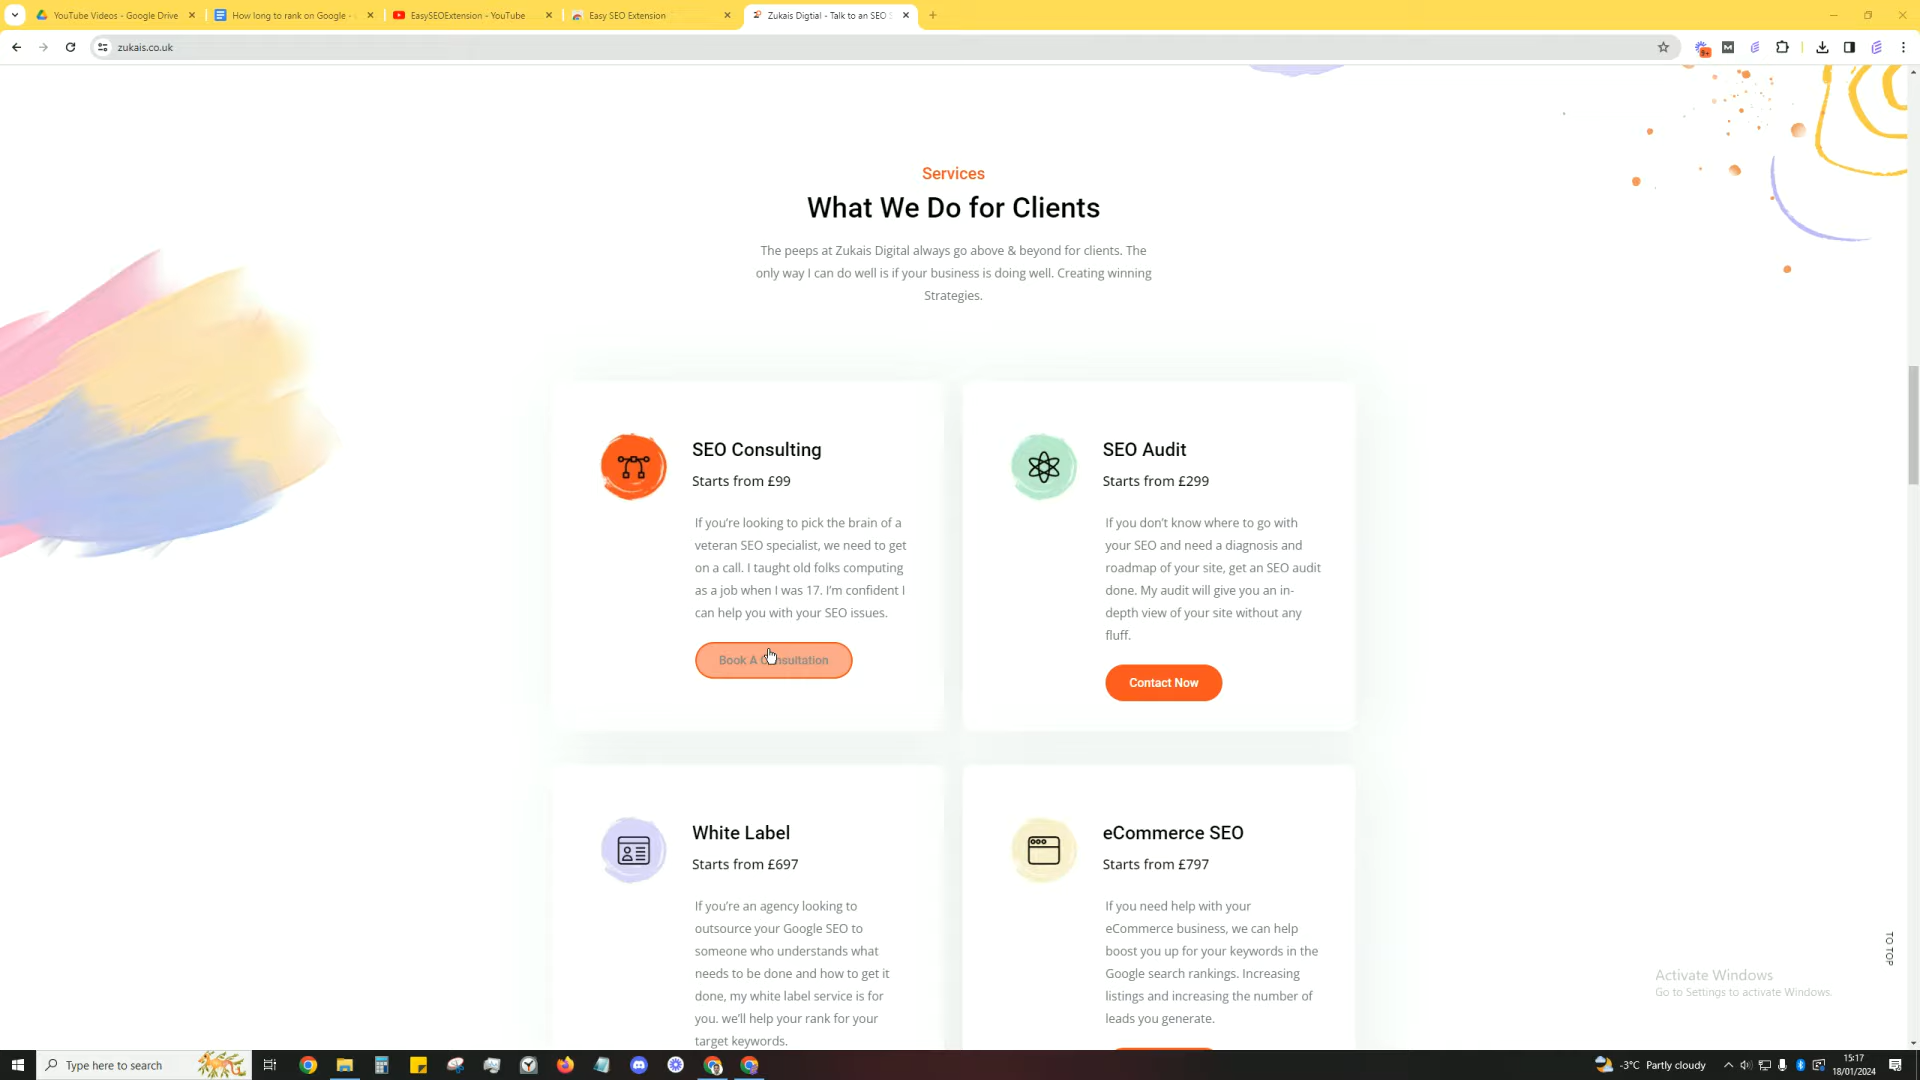 YouTube Videos - Google Drive
How long to rank on Google -
EasySEOExtension - YouTube
Easy SEO Extension
Zukais Digtial - Talk to an SEO
zukais.co.uk
9+
Services
What We Do for Clients
The peeps at Zukais Digital always go above & beyond for clients. The
only way I can do well is if your business is doing well. Creating winning
Strategies.
SEO Consulting
Starts from £99
If you're looking to pick the brain of a
veteran SEO specialist, we need to get
on a call. I taught old folks computing
as a job when I was 17. I'm confident I
can help you with your SEO issues.
Book A Consultation
SEO Audit
Starts from £299
If you don't know where to go with
your SEO and need a diagnosis and
roadmap of your site, get an SEO audit
done. My audit will give you an in-
depth view of your site without any
fluff.
Contact Now
White Label
Starts from £697
If you're an agency looking to
outsource your Google SEO to
someone who understands what
needs to be done and how to get it
done, my white label service is for
you. we'll help your rank for your
target keywords.
eCommerce SEO
Starts from £797
If you need help with your
eCommerce business, we can help
boost you up for your keywords in the
Google search rankings. Increasing
listings and increasing the number of
leads you generate.
TO TOP
Activate Windows
Go to Settings to activate Windows.
Type here to search
-3°C Partly cloudy
15:17
18/01/2024